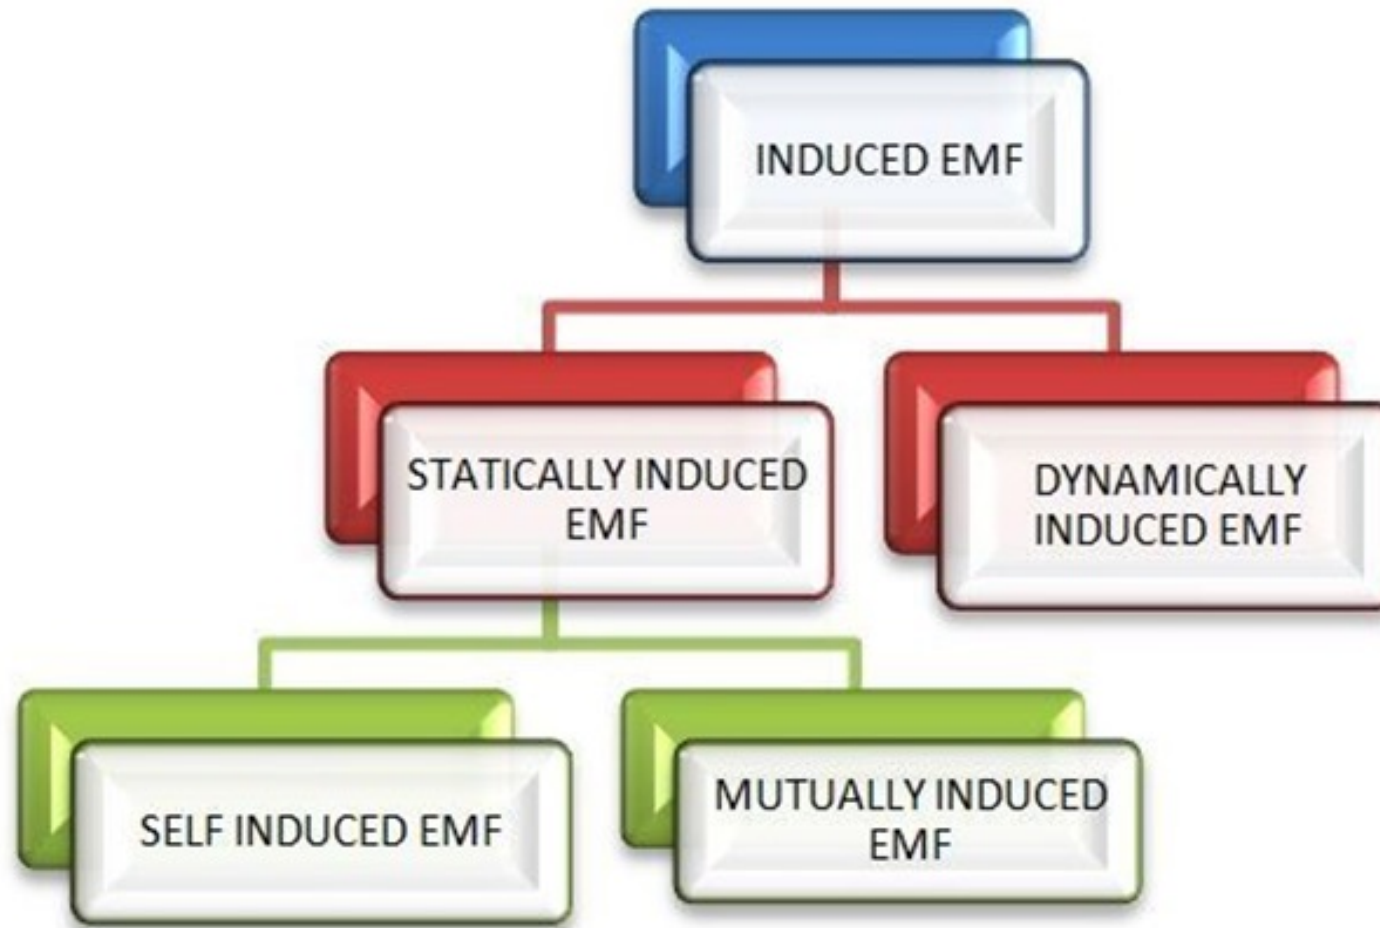 INDUCED EMF
STATICALLY INDUCED
EMF
DYNAMICALLY
INDUCED EMF
SELF INDUCED EMF
MUTUALLY INDUCED
EMF